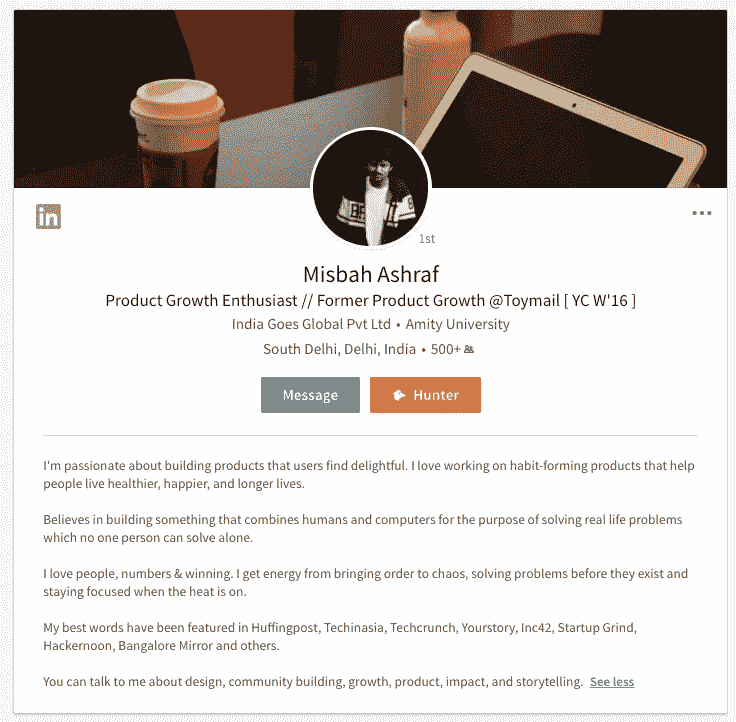 in
1st
Misbah Ashraf
Product Growth Enthusiast // Former Product Growth @Toymail [ YC W'16 ]
India Goes Global Pvt Ltd • Amity University
South Delhi, Delhi, India • 500+
Message
Hunter
I'm passionate about building products that users find delightful. I love working on habit-forming products that help
people live healthier, happier, and longer lives.
Believes in building something that combines humans and computers for the purpose of solving real life problems
which no one person can solve alone.
I love people, numbers & winning. I get energy from bringing order to chaos, solving problems before they exist and
staying focused when the heat is on.
My best words have been featured in Huffingpost, Techinasia, Techcrunch, Yourstory, Inc42, Startup Grind,
Hackernoon, Bangalore Mirror and others.
You can talk to me about design, community building, growth, product, impact, and storytelling. See less